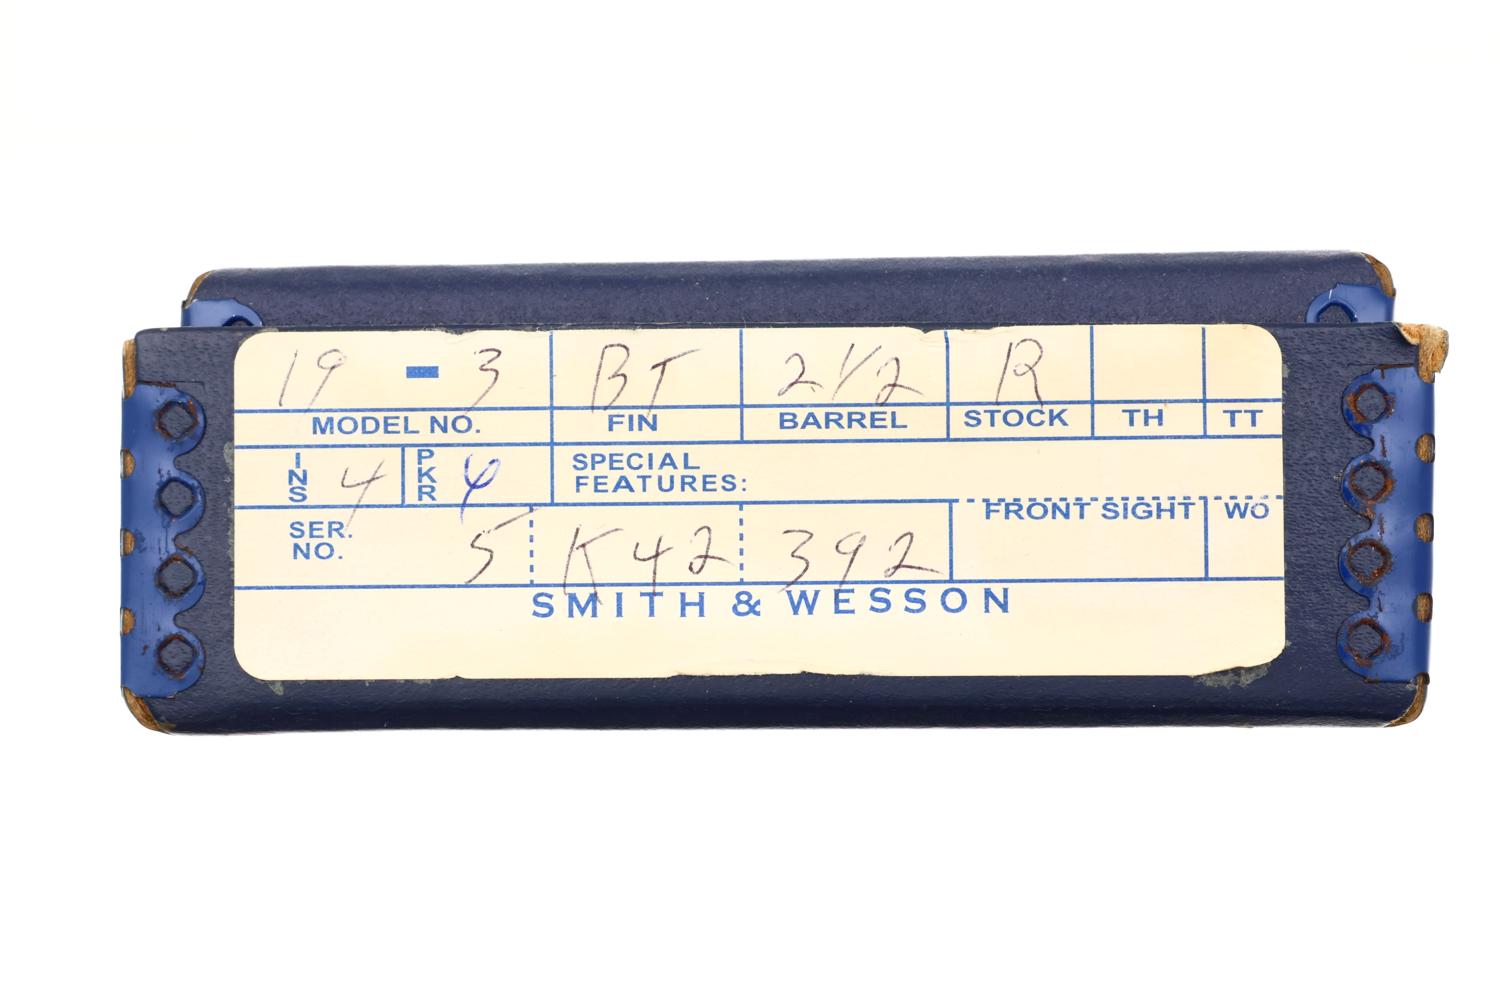 19 - 3 BT 2 1/2 R
MODEL NO. FIN BARREL STOCK TH TT
INS 4 PKR 6 SPECIAL FEATURES:
SER. NO. 5 K42 392 FRONT SIGHT WO
SMITH & WESSON